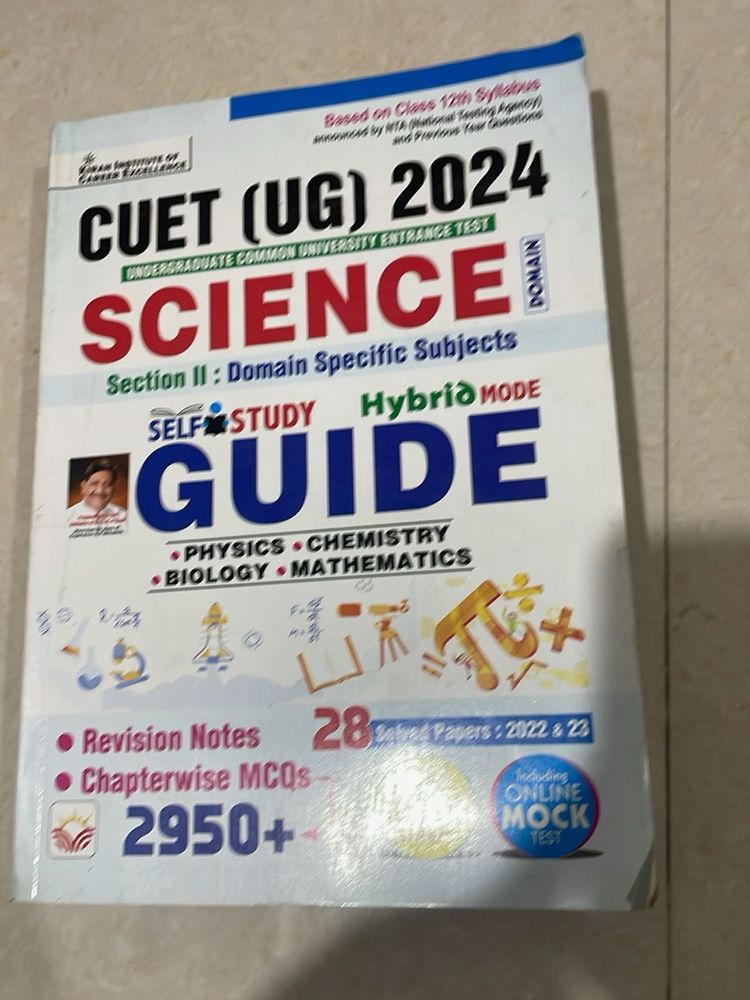 Based on Class 12th Syllabus
announced by NTA (National Testing Agency)
and Previous Year Questions
KIRAN INSTITUTE OF
CAREER EXCELLENCE
CUET (UG) 2024
UNDERGRADUATE COMMON UNIVERSITY ENTRANCE TEST
SCIENCE
DOMAIN
Section II : Domain Specific Subjects
SELF STUDY
Hybrid MODE
GUIDE
• PHYSICS • CHEMISTRY
• BIOLOGY • MATHEMATICS
• Revision Notes
28 Solved Papers : 2022 & 23
• Chapterwise MCQs
2950+
Including
ONLINE
MOCK
TEST